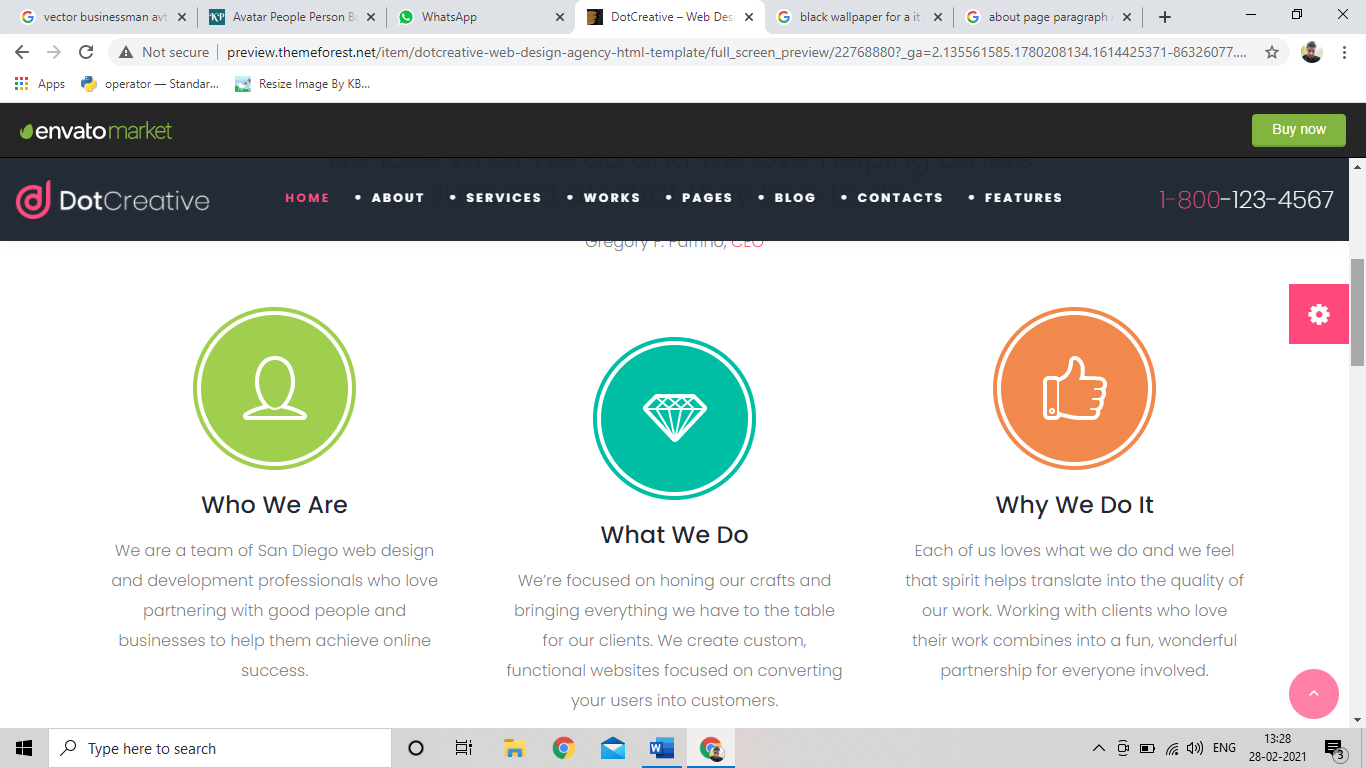 vector businessman avt
Avatar People Person B
WhatsApp
DotCreative – Web Des
black wallpaper for a it
about page paragraph
Not secure
preview.themeforest.net/item/dotcreative-web-design-agency-html-template/full_screen_preview/22768880?_ga=2.135561585.1780208134.1614425371-86326077....
Apps
operator — Standar...
Resize Image By KB...
envatomarket
Buy now
DotCreative
HOME • ABOUT • SERVICES • WORKS • PAGES • BLOG • CONTACTS • FEATURES
1-800-123-4567
Gregory F. Parrino, CEO
Who We Are
We are a team of San Diego web design
and development professionals who love
partnering with good people and
businesses to help them achieve online
success.
What We Do
We’re focused on honing our crafts and
bringing everything we have to the table
for our clients. We create custom,
functional websites focused on converting
your users into customers.
Why We Do It
Each of us loves what we do and we feel
that spirit helps translate into the quality of
our work. Working with clients who love
their work combines into a fun, wonderful
partnership for everyone involved.
Type here to search
ENG
13:28
28-02-2021
3